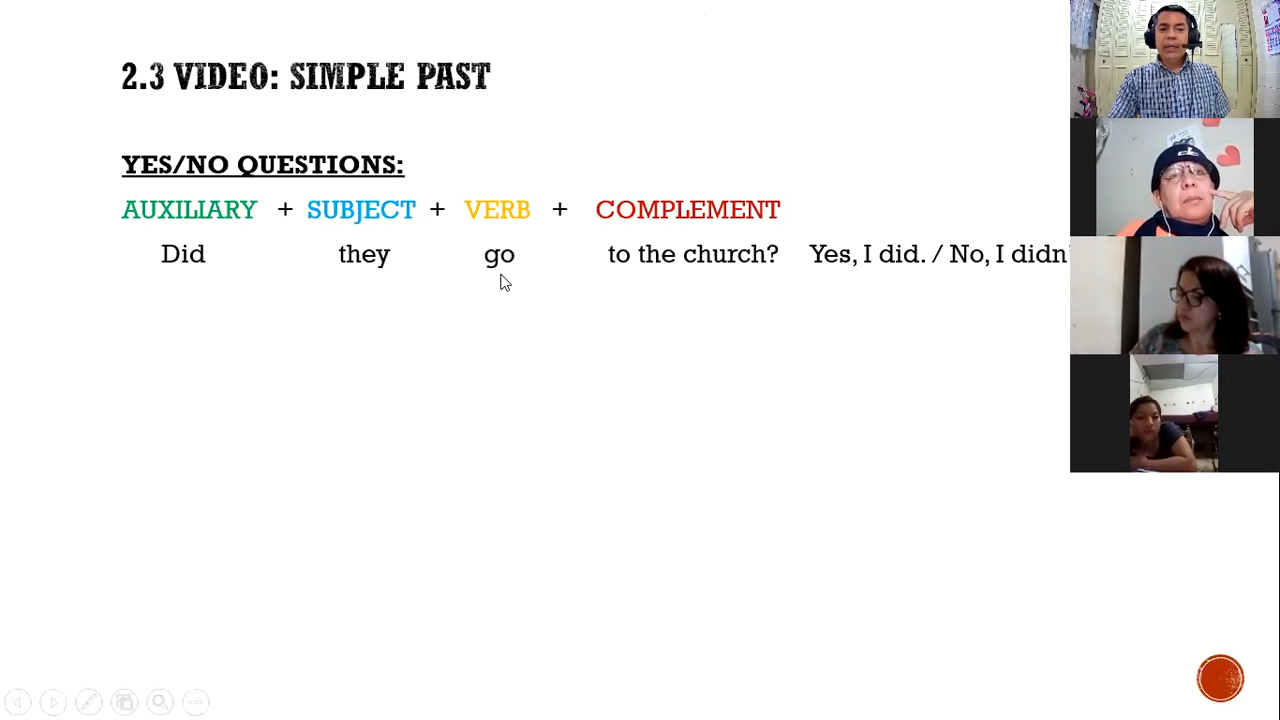 2.3 VIDEO: SIMPLE PAST
YES/NO QUESTIONS:
AUXILIARY + SUBJECT + VERB + COMPLEMENT
Did they go to the church? Yes, I did. / No, I didn'